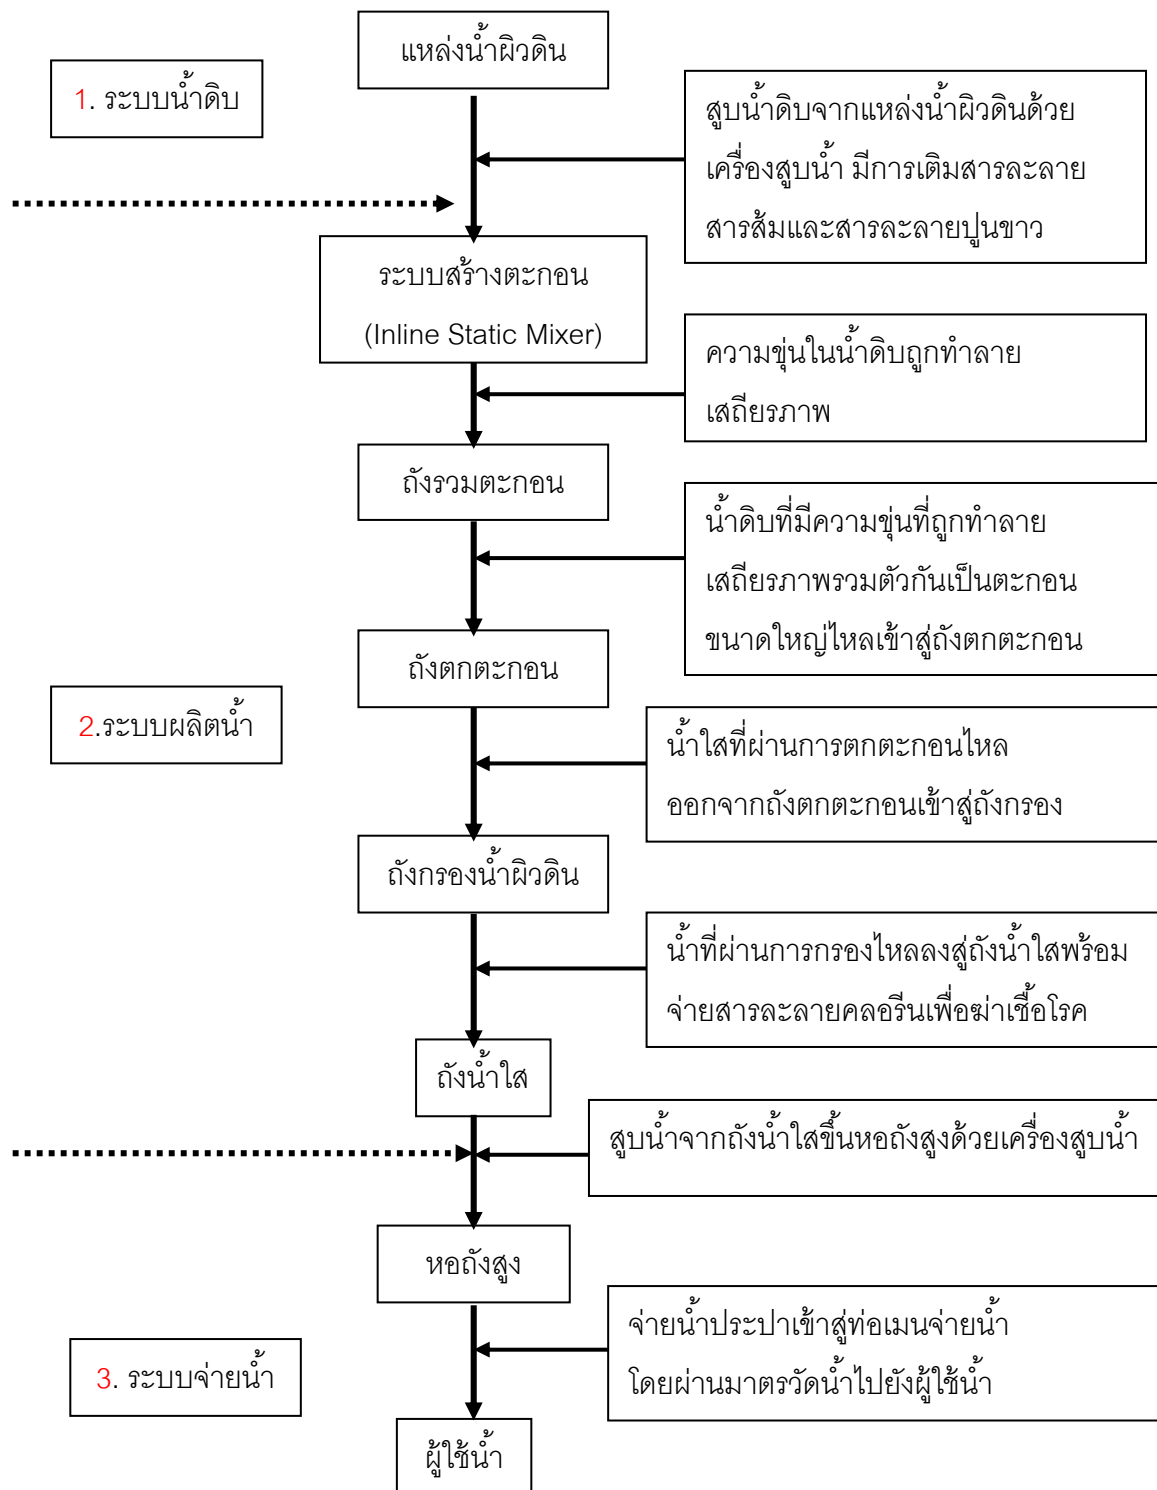 แหล่งน้ำผิวดิน
1. ระบบน้ำดิบ
สูบน้ำดิบจากแหล่งน้ำผิวดินด้วย
เครื่องสูบน้ำ มีการเติมสารละลาย
สารส้มและสารละลายปูนขาว
ระบบสร้างตะกอน
(Inline Static Mixer)
ความขุ่นในน้ำดิบถูกทำลาย
เสถียรภาพ
ถังรวมตะกอน
น้ำดิบที่มีความขุ่นที่ถูกทำลาย
เสถียรภาพรวมตัวกันเป็นตะกอน
ขนาดใหญ่ไหลเข้าสู่ถังตกตะกอน
ถังตกตะกอน
2.ระบบผลิตน้ำ
น้ำใสที่ผ่านการตกตะกอนไหล
ออกจากถังตกตะกอนเข้าสู่ถังกรอง
ถังกรองน้ำผิวดิน
น้ำที่ผ่านการกรองไหลลงสู่ถังน้ำใสพร้อม
จ่ายสารละลายคลอรีนเพื่อฆ่าเชื้อโรค
ถังน้ำใส
สูบน้ำจากถังน้ำใสขึ้นหอถังสูงด้วยเครื่องสูบน้ำ
หอถังสูง
จ่ายน้ำประปาเข้าสู่ท่อเมนจ่ายน้ำ
โดยผ่านมาตรวัดน้ำไปยังผู้ใช้น้ำ
3. ระบบจ่ายน้ำ
ผู้ใช้น้ำ